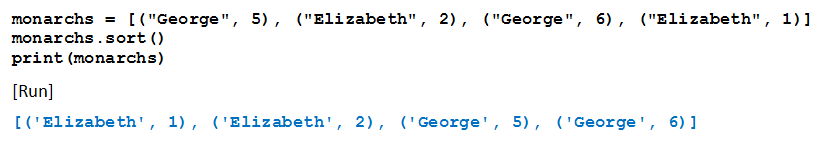 monarchs = [("George", 5), ("Elizabeth", 2), ("George", 6), ("Elizabeth", 1)]
monarchs.sort()
print(monarchs)
[Run]
[('Elizabeth', 1), ('Elizabeth', 2), ('George', 5), ('George', 6)]